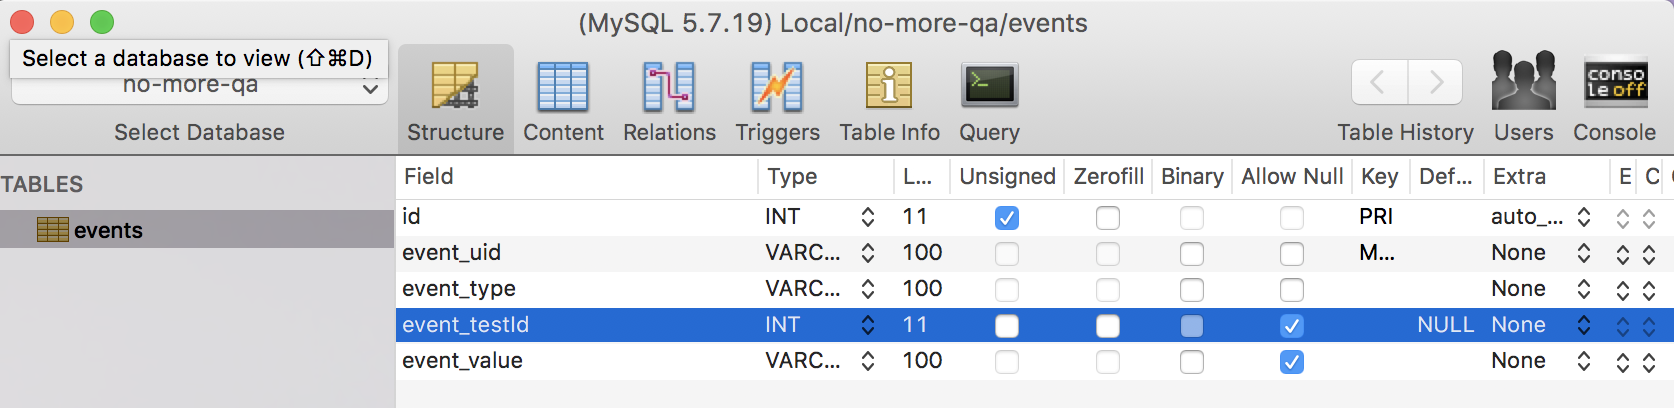 (MySQL 5.7.19) Local/no-more-qa/events
Select a database to view (⇧⌘D)
no-more-qa
Select Database
Structure
Content
Relations
Triggers
Table Info
Query
Table History
Users
conso
le off
Console
TABLES
events
Field Type L... Unsigned Zerofill Binary Allow Null Key Def... Extra E C
id INT 11 PRI auto_...
event_uid VARC... 100 M... None
event_type VARC... 100 None
event_testId INT 11 NULL None
event_value VARC... 100 None